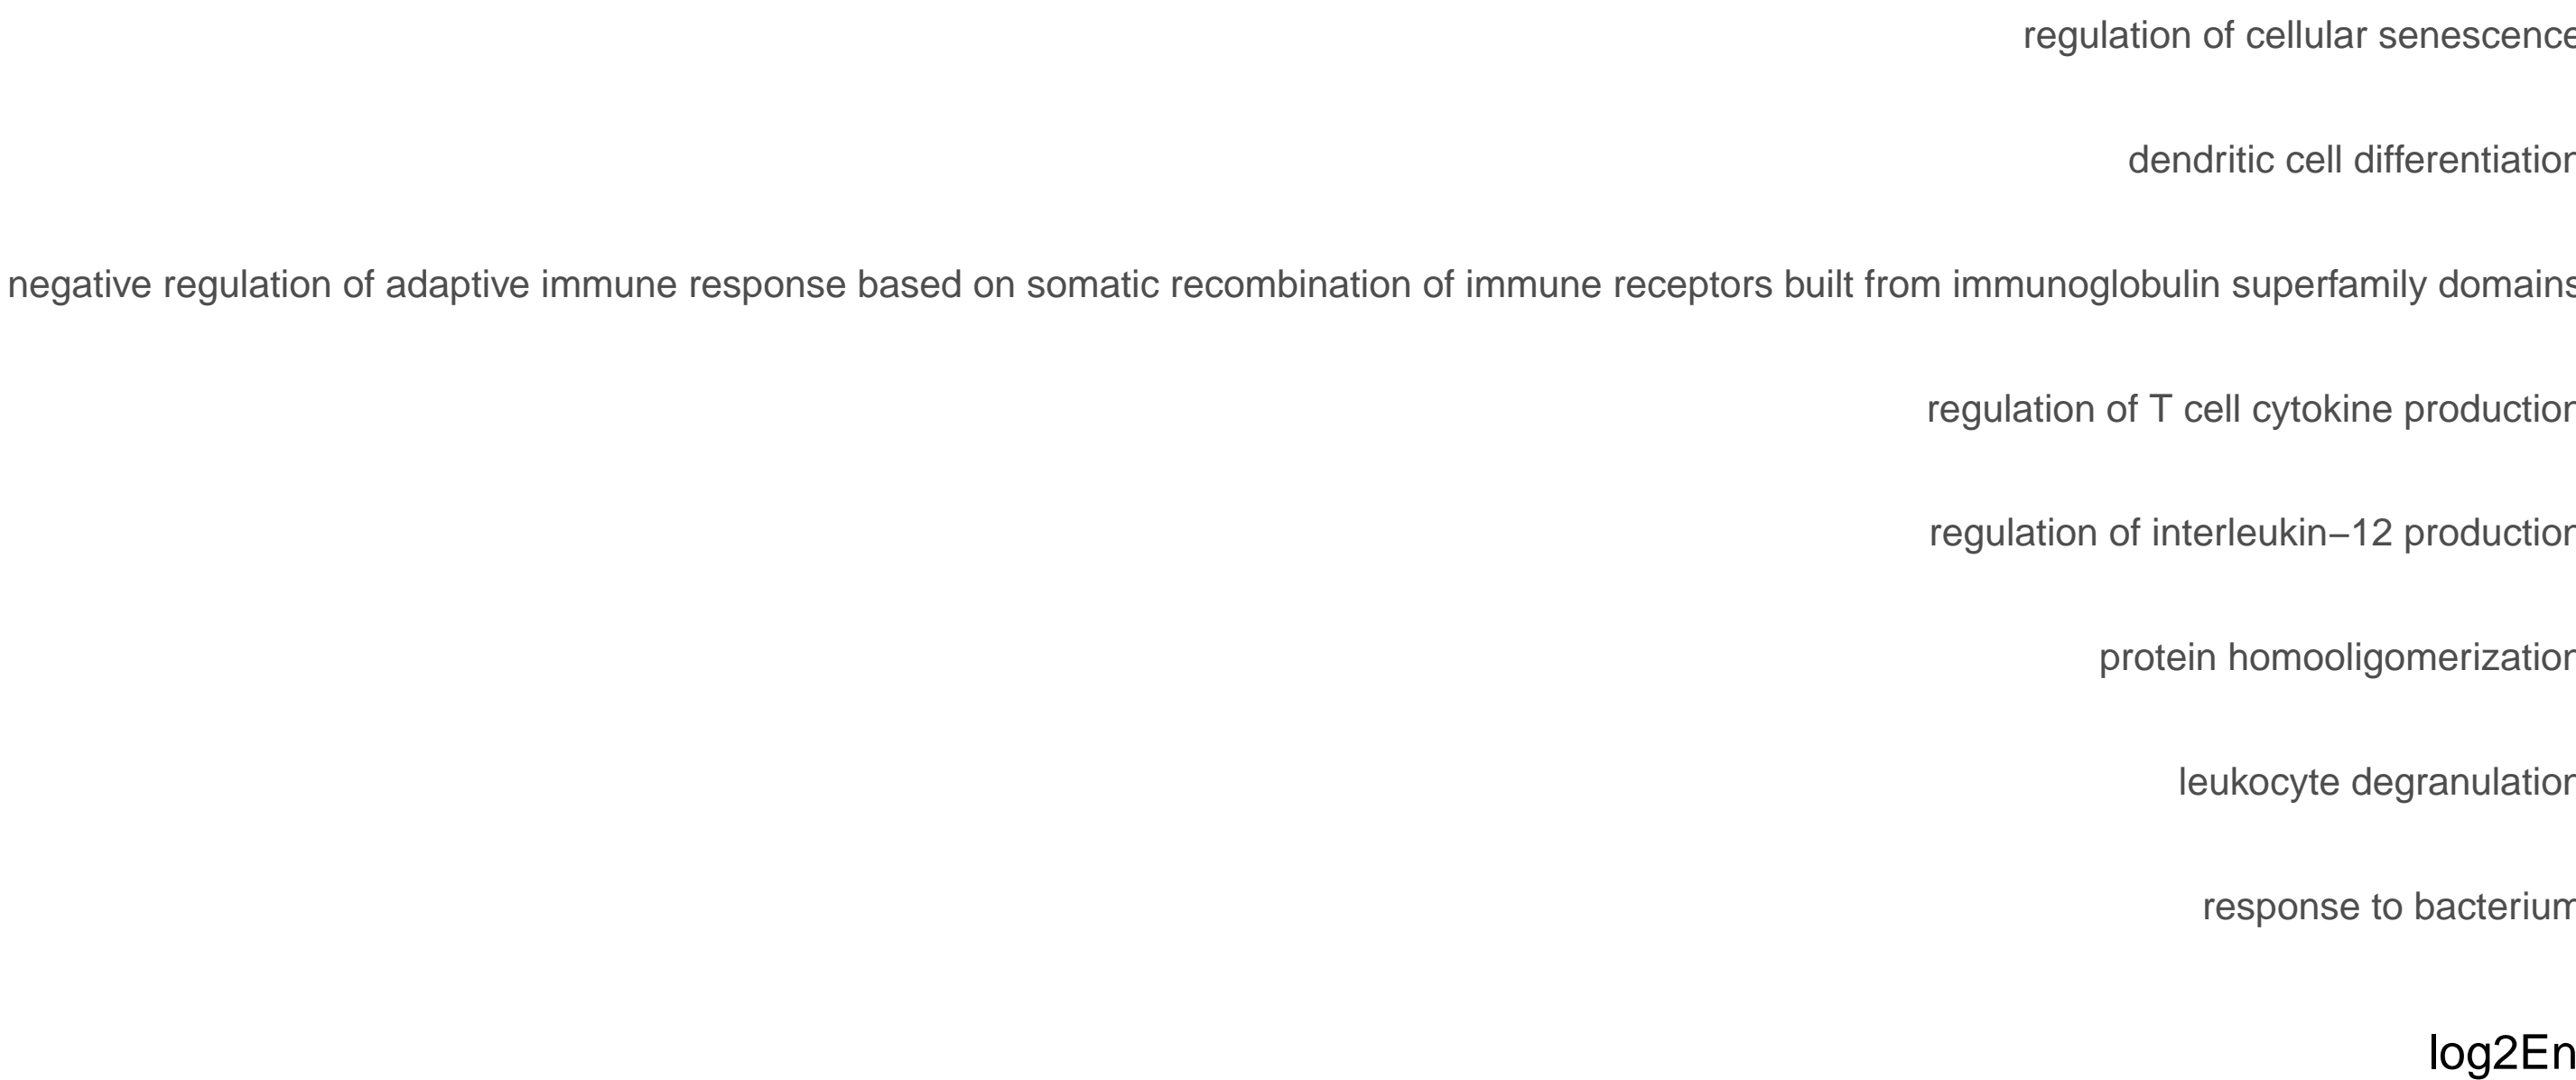 regulation of cellular senescence
dendritic cell differentiation
negative regulation of adaptive immune response based on somatic recombination of immune receptors built from immunoglobulin superfamily domains
regulation of T cell cytokine production
regulation of interleukin−12 production
protein homooligomerization
leukocyte degranulation
response to bacterium
log2En